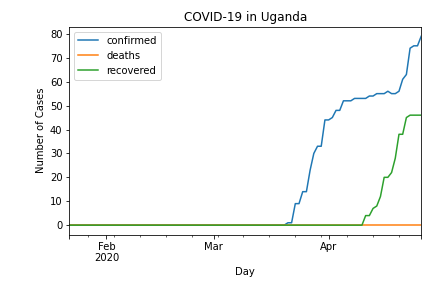 COVID-19 in Uganda
confirmed
deaths
recovered
Number of Cases
80
70
60
50
40
30
20
10
0
Feb Mar Apr
2020
Day